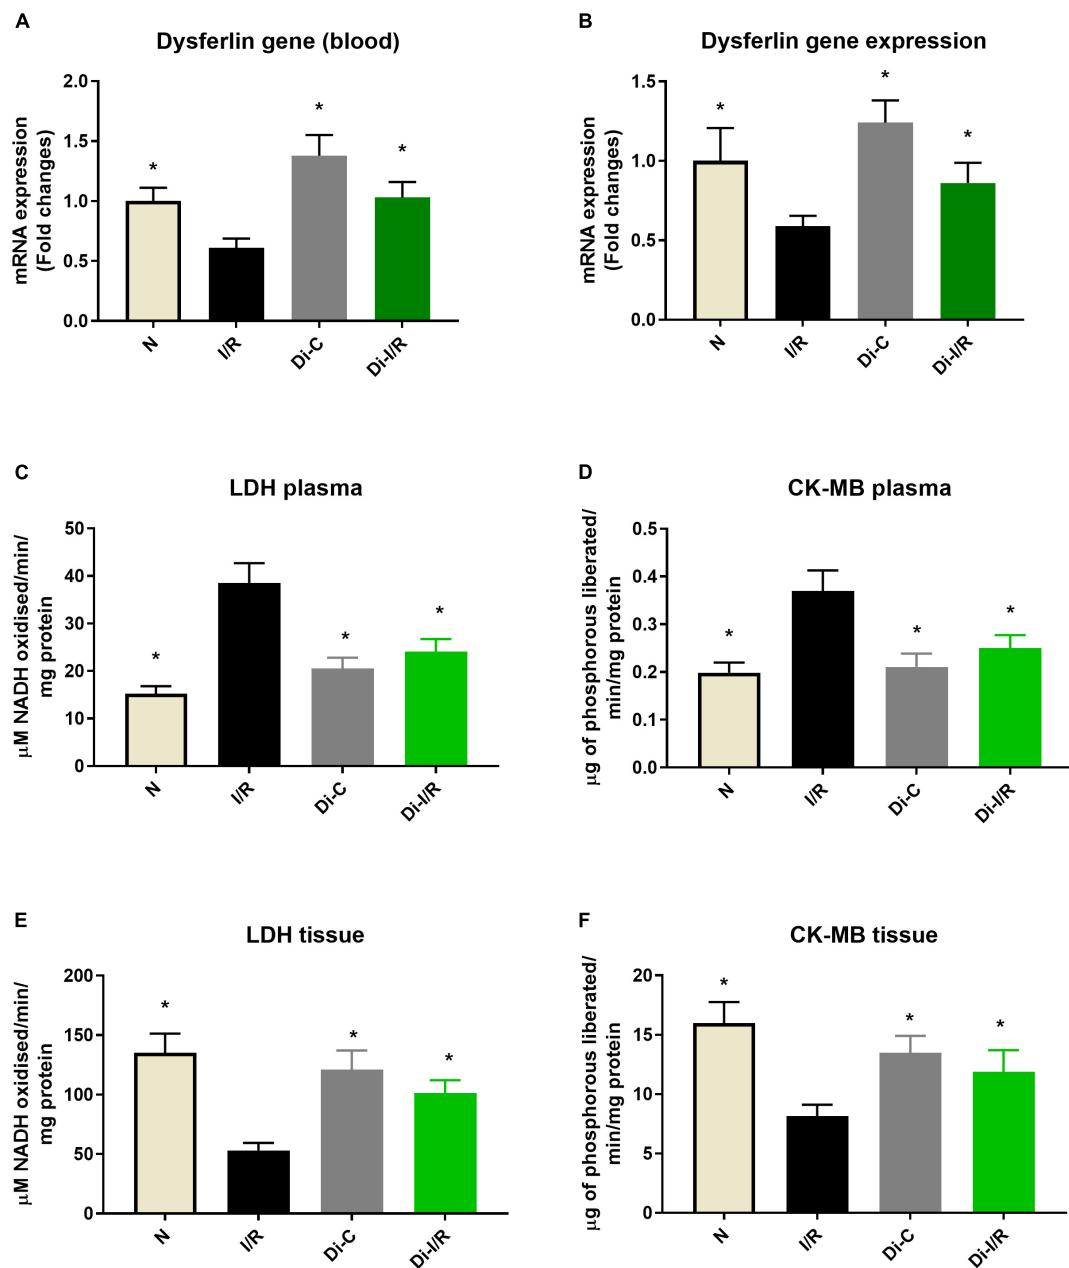 A
Dysferlin gene (blood)
mRNA expression
(Fold changes)
2.0
1.5
1.0
0.5
0.0
*
*
*
N
I/R
Di-C
Di-I/R
B
Dysferlin gene expression
mRNA expression
(Fold changes)
1.5
1.0
0.5
0.0
*
*
*
N
I/R
Di-C
Di-I/R
C
LDH plasma
μM NADH oxidised/min/
mg protein
50
40
30
20
10
0
*
*
*
N
I/R
Di-C
Di-I/R
D
CK-MB plasma
μg of phosphorous liberated/
min/mg protein
0.5
0.4
0.3
0.2
0.1
0.0
*
*
*
N
I/R
Di-C
Di-I/R
E
LDH tissue
μM NADH oxidised/min/
mg protein
200
150
100
50
0
*
*
*
N
I/R
Di-C
Di-I/R
F
CK-MB tissue
μg of phosphorous liberated/
min/mg protein
20
15
10
5
0
*
*
*
N
I/R
Di-C
Di-I/R